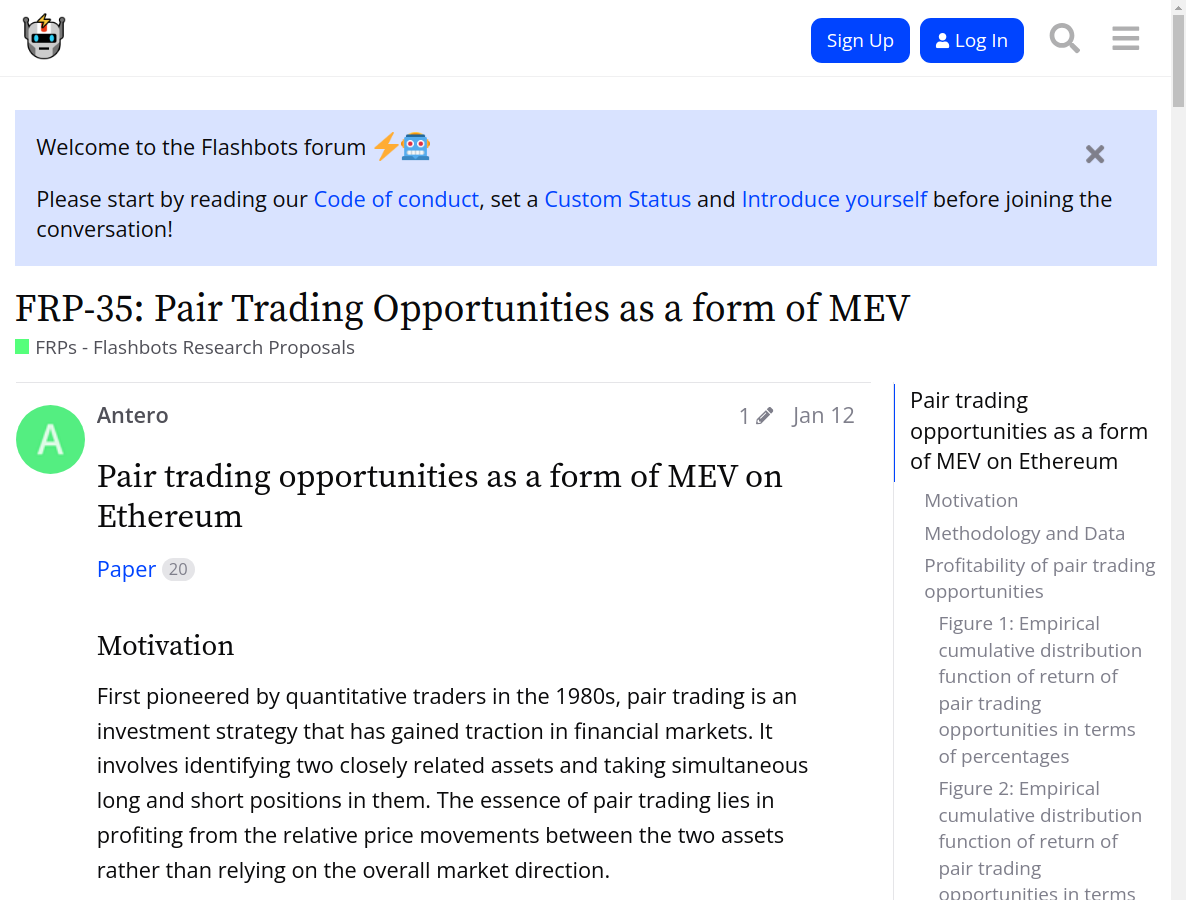 Sign Up
Log In
Welcome to the Flashbots forum
Please start by reading our Code of conduct, set a Custom Status and Introduce yourself before joining the
conversation!
FRP-35: Pair Trading Opportunities as a form of MEV
FRPs - Flashbots Research Proposals
A
Antero
1
Jan 12
Pair trading opportunities as a form of MEV on
Ethereum
Paper 20
Motivation
First pioneered by quantitative traders in the 1980s, pair trading is an
investment strategy that has gained traction in financial markets. It
involves identifying two closely related assets and taking simultaneous
long and short positions in them. The essence of pair trading lies in
profiting from the relative price movements between the two assets
rather than relying on the overall market direction.
Pair trading
opportunities as a form
of MEV on Ethereum
Motivation
Methodology and Data
Profitability of pair trading
opportunities
Figure 1: Empirical
cumulative distribution
function of return of
pair trading
opportunities in terms
of percentages
Figure 2: Empirical
cumulative distribution
function of return of
pair trading
opportunities in terms